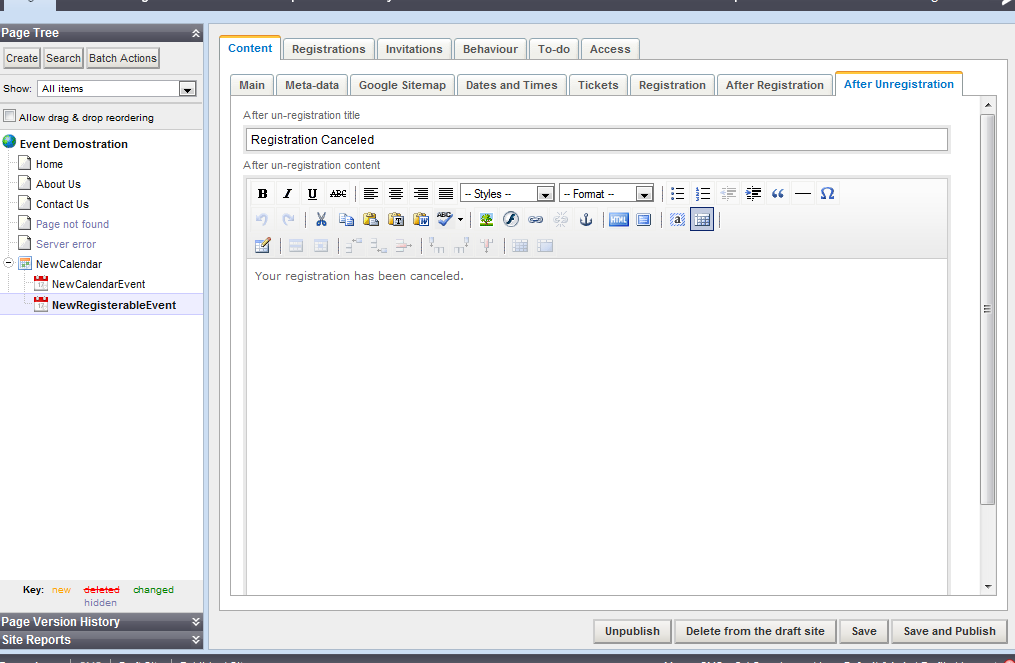 Page Tree
Create Search Batch Actions
Show: All items
Allow drag & drop reordering
Event Demostration
Home
About Us
Contact Us
Page not found
Server error
NewCalendar
NewCalendarEvent
NewRegisterableEvent
Key: new deleted changed
hidden
Page Version History
Site Reports
Content Registrations Invitations Behaviour To-do Access
Main Meta-data Google Sitemap Dates and Times Tickets Registration After Registration After Unregistration
After un-registration title
Registration Canceled
After un-registration content
B I U ABC -- Styles -- -- Format --
HTML
Your registration has been canceled.
Unpublish Delete from the draft site Save Save and Publish